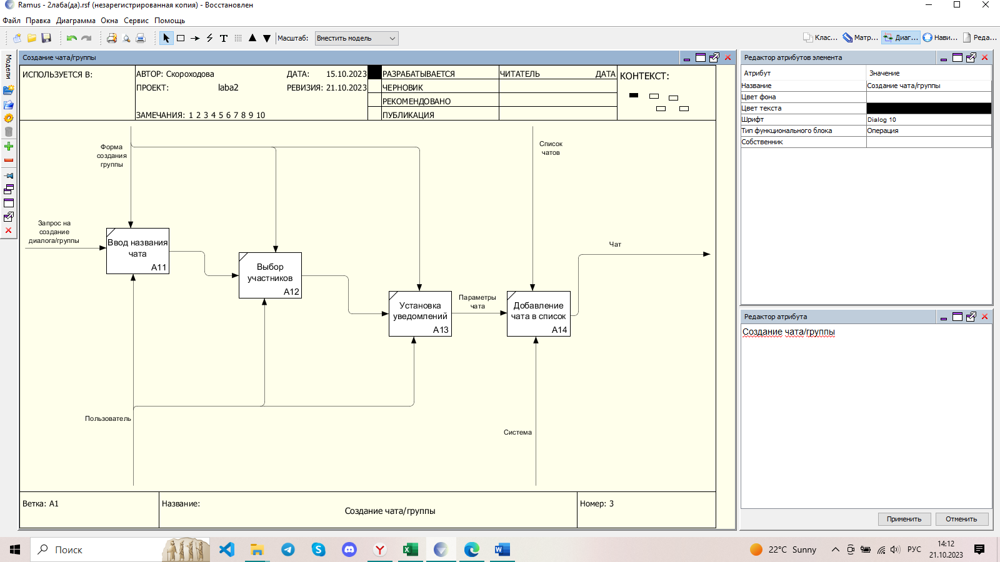 Ramus - 2лаба(да).rsf (незарегистрированная копия) - Восстановлен
Файл Правка Диаграмма Окна Сервис Помощь
Масштаб: Вместить модель
Клас... Матр... Диаг... Нави... Реда...
Модели
Создание чата/группы
ИСПОЛЬЗУЕТСЯ В:
АВТОР: Скороходова
ДАТА: 15.10.2023
ПРОЕКТ: laba2
РЕВИЗИЯ: 21.10.2023
ЗАМЕЧАНИЯ: 1 2 3 4 5 6 7 8 9 10
РАЗРАБАТЫВАЕТСЯ
ЧЕРНОВИК
РЕКОМЕНДОВАНО
ПУБЛИКАЦИЯ
ЧИТАТЕЛЬ ДАТА
КОНТЕКСТ:
Форма
создания
группы
Список
чатов
Запрос на
создание
диалога/группы
Ввод названия
чата
A11
Выбор
участников
A12
Установка
уведомлений
A13
Параметры
чата
Добавление
чата в список
A14
Чат
Пользователь
Система
Ветка: A1
Название:
Создание чата/группы
Номер: 3
Редактор атрибутов элемента
Атрибут Значение
Название Создание чата/группы
Цвет фона
Цвет текста
Шрифт Dialog 10
Тип функционального блока Операция
Собственник
Редактор атрибута
Создание чата/группы
Применить Отменить
Поиск
22°C Sunny
РУС
14:12
21.10.2023